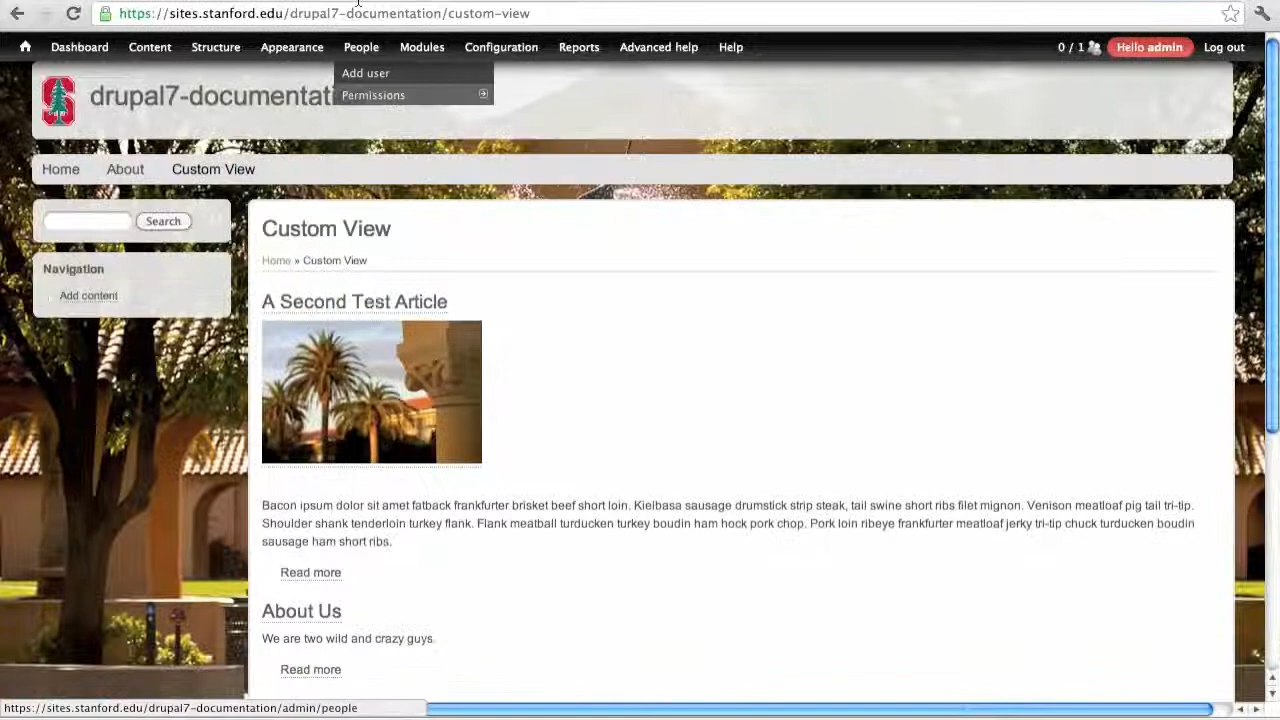 https://sites.stanford.edu/drupal7-documentation/custom-view
Dashboard Content Structure Appearance People Modules Configuration Reports Advanced help Help 0 / 1 Hello admin Log out
Add user
Permissions
S
drupal7-documentati
Home About Custom View
Search
Navigation
Add content
Custom View
Home » Custom View
A Second Test Article
Bacon ipsum dolor sit amet fatback frankfurter brisket beef short loin. Kielbasa sausage drumstick strip steak, tail swine short ribs filet mignon. Venison meatloaf pig tail tri-tip.
Shoulder shank tenderloin turkey flank. Flank meatball turducken turkey boudin ham hock pork chop. Pork loin ribeye frankfurter meatloaf jerky tri-tip chuck turducken boudin
sausage ham short ribs.
Read more
About Us
We are two wild and crazy guys.
Read more
https://sites.stanford.edu/drupal7-documentation/admin/people